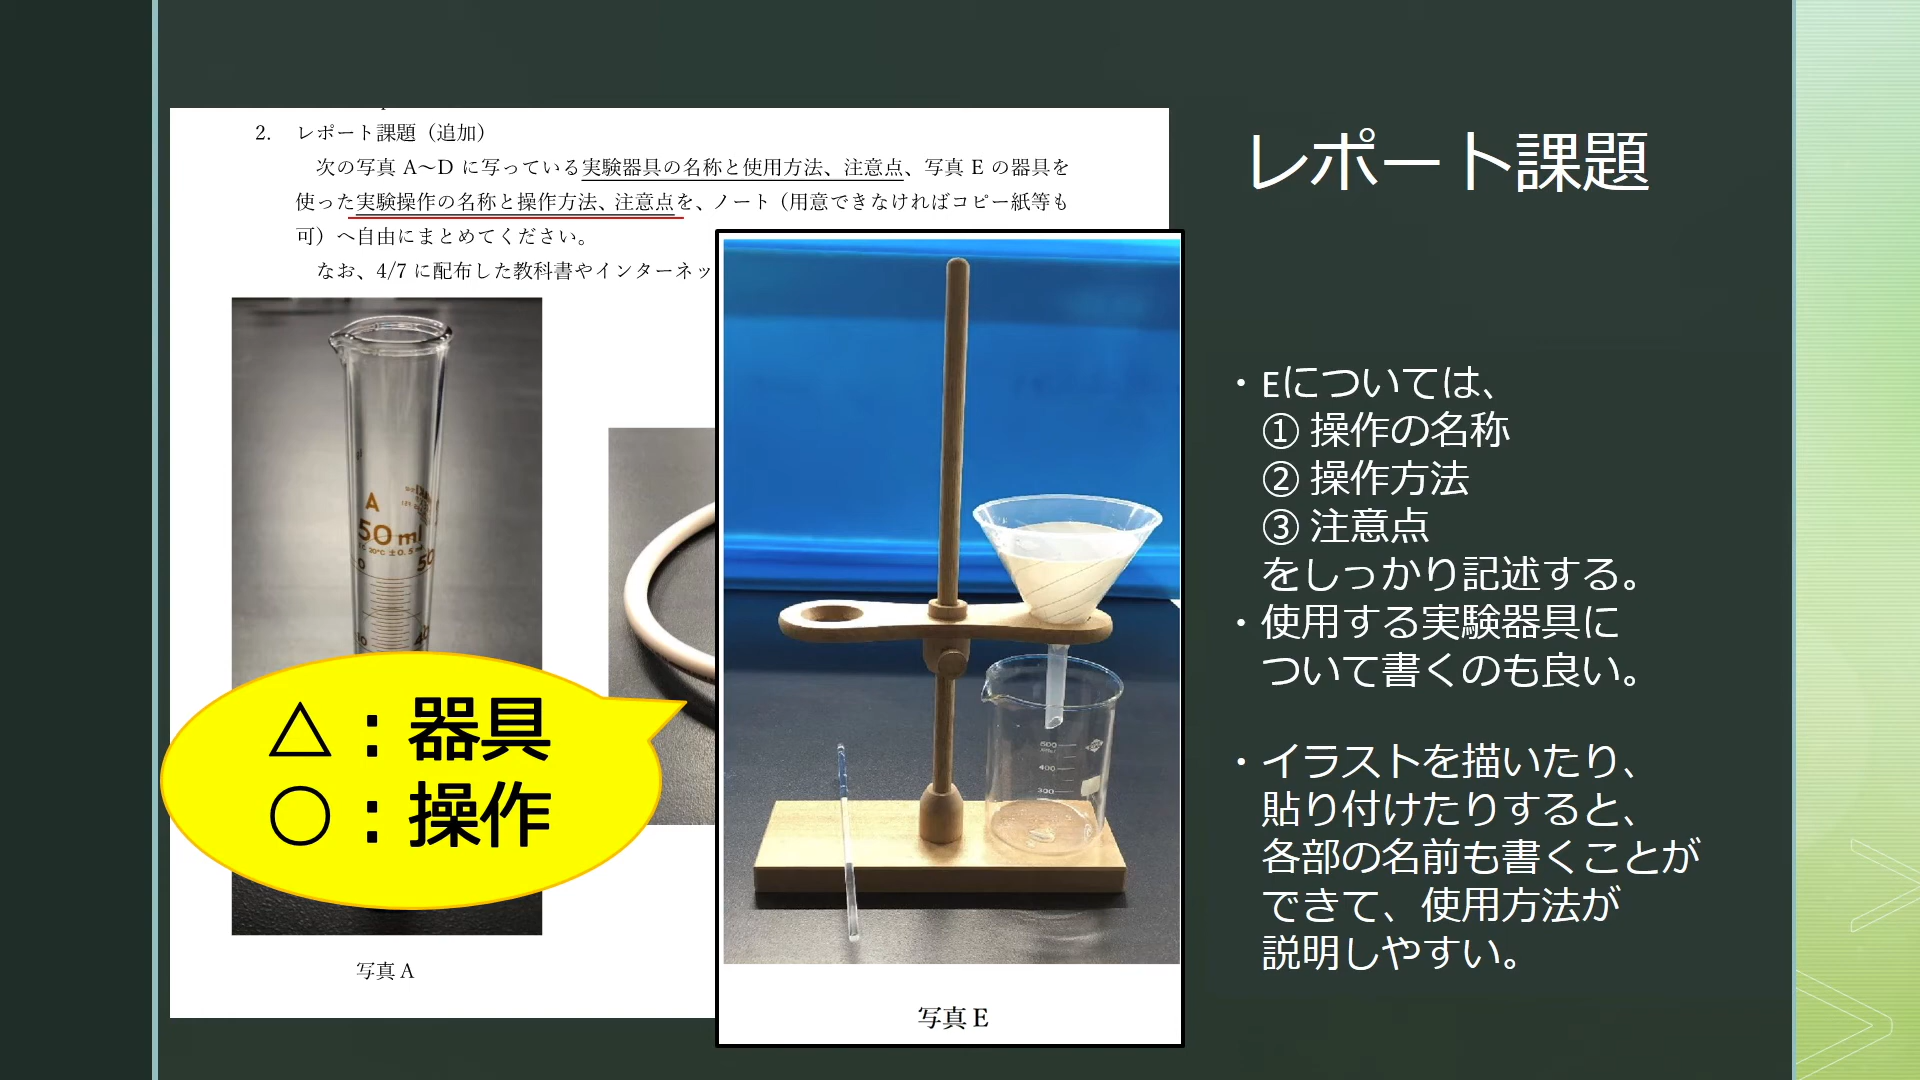 レポート課題
2. レポート課題（追加）
次の写真 A～D に写っている実験器具の名称と使用方法、注意点、写真 E の器具を
使った実験操作の名称と操作方法、注意点を、ノート（用意できなければコピー紙等も
可）へ自由にまとめてください。
なお、4/7 に配布した教科書やインターネッ
A
50 ml
20°C ±0.5
50
40
写真 A
△：器具
○：操作
500
400
300
写真 E
・Eについては、
① 操作の名称
② 操作方法
③ 注意点
をしっかり記述する。
・使用する実験器具に
ついて書くのも良い。
・イラストを描いたり、
貼り付けたりすると、
各部の名前も書くことが
できて、使用方法が
説明しやすい。